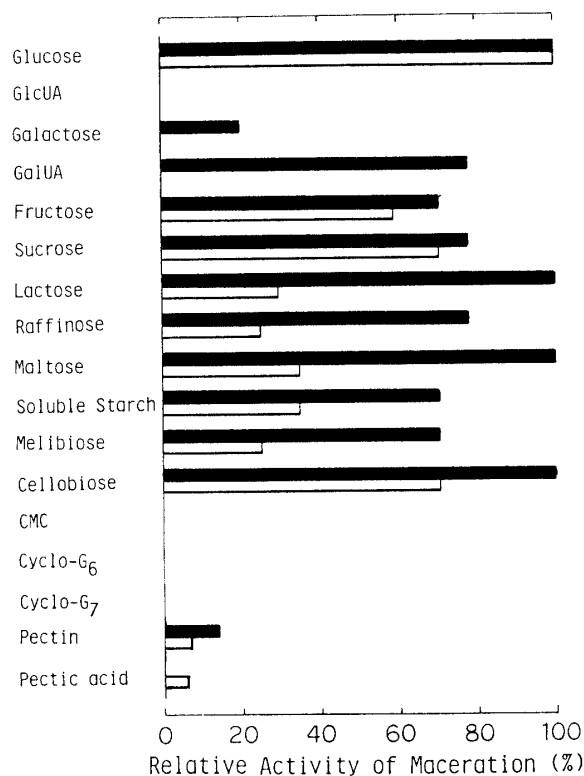 Glucose
GlcUA
Galactose
GalUA
Fructose
Sucrose
Lactose
Raffinose
Maltose
Soluble Starch
Melibiose
Cellobiose
CMC
Cyclo-G6
Cyclo-G7
Pectin
Pectic acid
0 20 40 60 80 100
Relative Activity of Maceration (%)